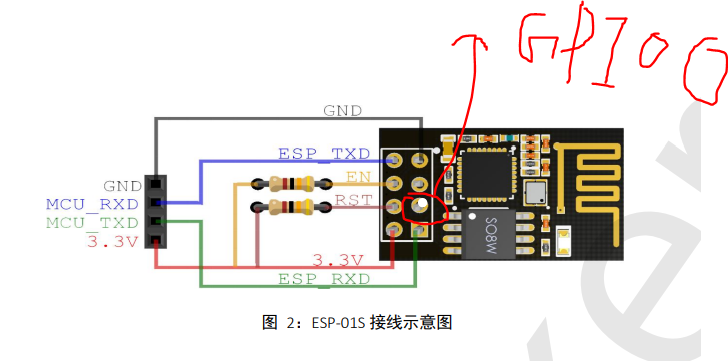 GPIO0
GND
ESP_TXD
EN
RST
GND
MCU_RXD
MCU_TXD
3.3V
3.3V
ESP_RXD
SO8W
图 2：ESP-01S 接线示意图